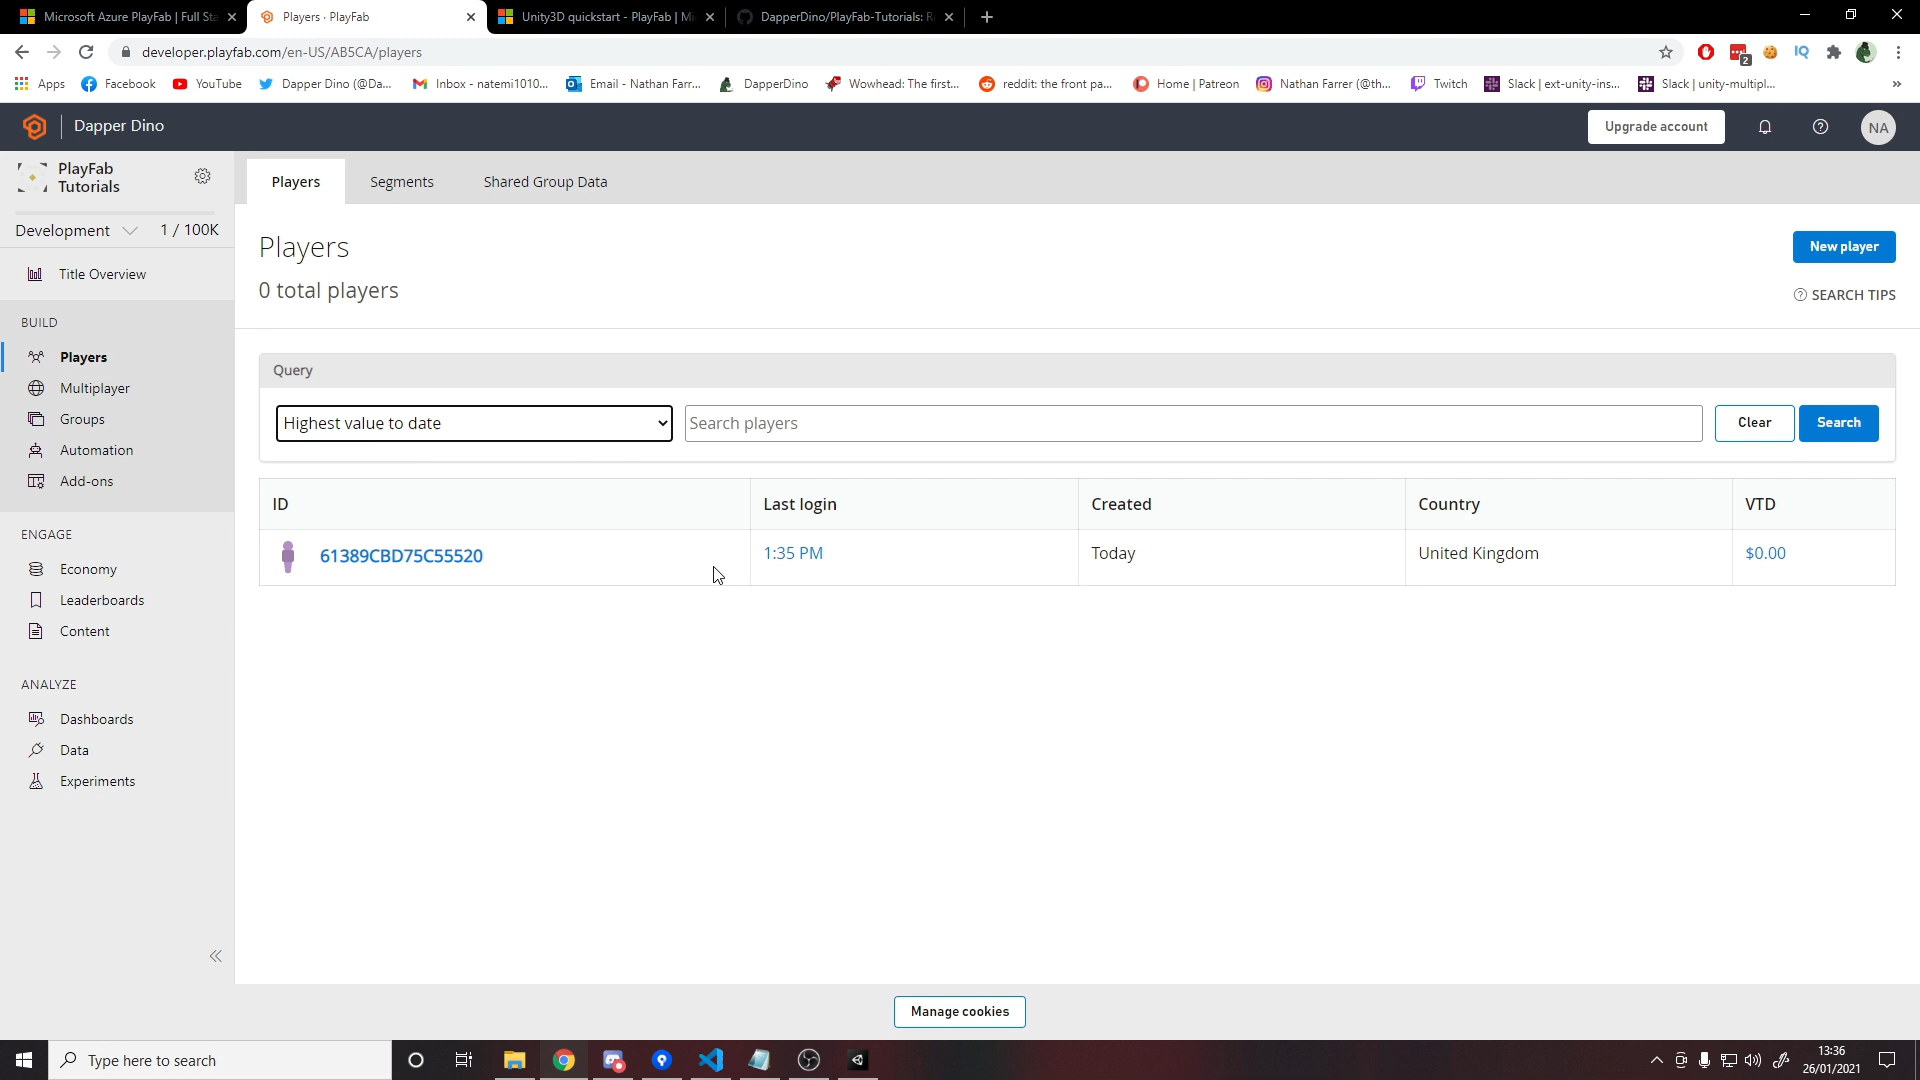 Microsoft Azure PlayFab | Full Sta
Players · PlayFab
Unity3D quickstart - PlayFab | Mi
DapperDino/PlayFab-Tutorials: R
developer.playfab.com/en-US/AB5CA/players
2
Apps
Facebook
YouTube
Dapper Dino (@Da...
Inbox - natemi1010...
Email - Nathan Farr...
DapperDino
Wowhead: The first...
reddit: the front pa...
Home | Patreon
Nathan Farrer (@th...
Twitch
Slack | ext-unity-ins...
Slack | unity-multipl...
Dapper Dino
Upgrade account
NA
PlayFab
Tutorials
Development
1 / 100K
Title Overview
BUILD
Players
Multiplayer
Groups
Automation
Add-ons
ENGAGE
Economy
Leaderboards
Content
ANALYZE
Dashboards
Data
Experiments
Players
Segments
Shared Group Data
Players
New player
0 total players
SEARCH TIPS
Query
Highest value to date
Search players
Clear
Search
ID
Last login
Created
Country
VTD
61389CBD75C55520
1:35 PM
Today
United Kingdom
$0.00
Manage cookies
Type here to search
13:36
26/01/2021